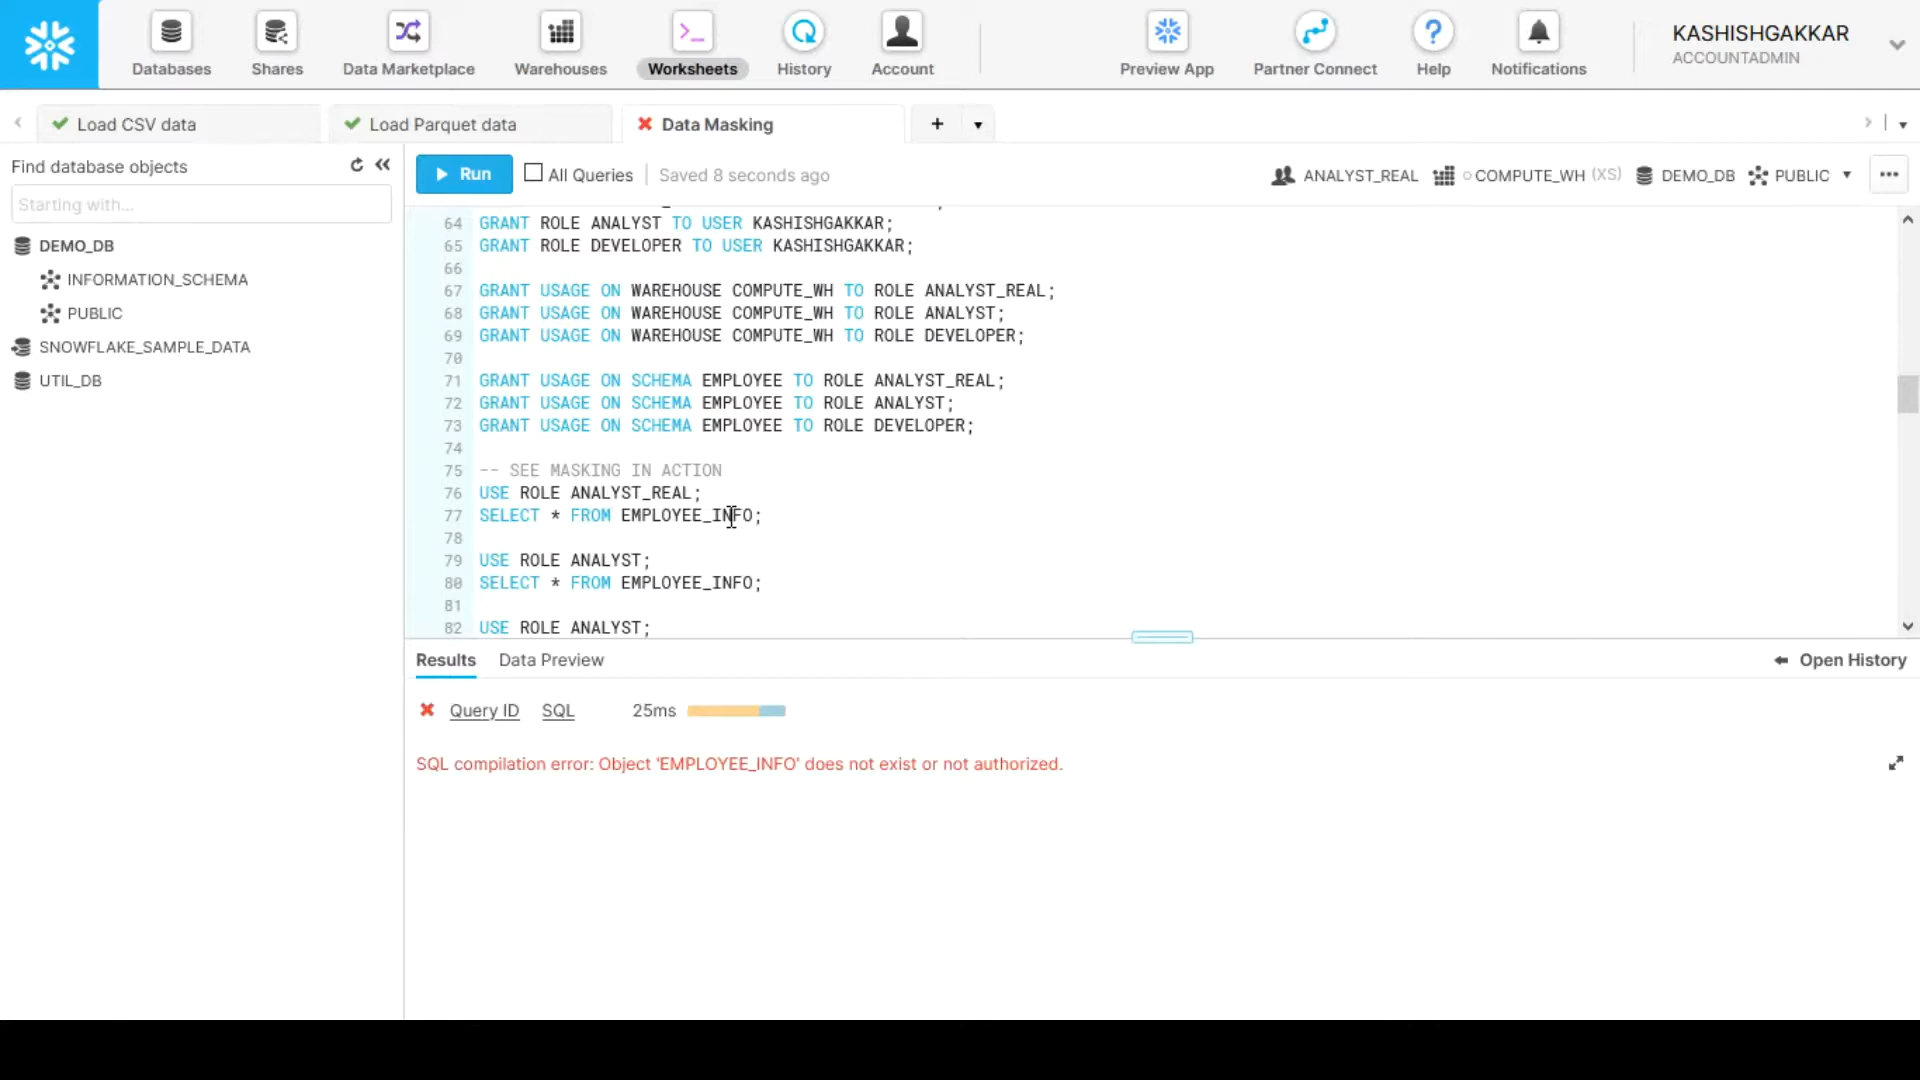 Databases
Shares
Data Marketplace
Warehouses
Worksheets
History
Account
Preview App
Partner Connect
Help
Notifications
KASHISHGAKKAR
ACCOUNTADMIN
Load CSV data
Load Parquet data
Data Masking
Find database objects
Starting with...
DEMO_DB
INFORMATION_SCHEMA
PUBLIC
SNOWFLAKE_SAMPLE_DATA
UTIL_DB
Run
All Queries
Saved 8 seconds ago
ANALYST_REAL
COMPUTE_WH (XS)
DEMO_DB
PUBLIC
64 GRANT ROLE ANALYST TO USER KASHISHGAKKAR;
65 GRANT ROLE DEVELOPER TO USER KASHISHGAKKAR;
66
67 GRANT USAGE ON WAREHOUSE COMPUTE_WH TO ROLE ANALYST_REAL;
68 GRANT USAGE ON WAREHOUSE COMPUTE_WH TO ROLE ANALYST;
69 GRANT USAGE ON WAREHOUSE COMPUTE_WH TO ROLE DEVELOPER;
70
71 GRANT USAGE ON SCHEMA EMPLOYEE TO ROLE ANALYST_REAL;
72 GRANT USAGE ON SCHEMA EMPLOYEE TO ROLE ANALYST;
73 GRANT USAGE ON SCHEMA EMPLOYEE TO ROLE DEVELOPER;
74
75 -- SEE MASKING IN ACTION
76 USE ROLE ANALYST_REAL;
77 SELECT * FROM EMPLOYEE_INFO;
78
79 USE ROLE ANALYST;
80 SELECT * FROM EMPLOYEE_INFO;
81
82 USE ROLE ANALYST;
Results
Data Preview
Open History
Query ID
SQL
25ms
SQL compilation error: Object 'EMPLOYEE_INFO' does not exist or not authorized.